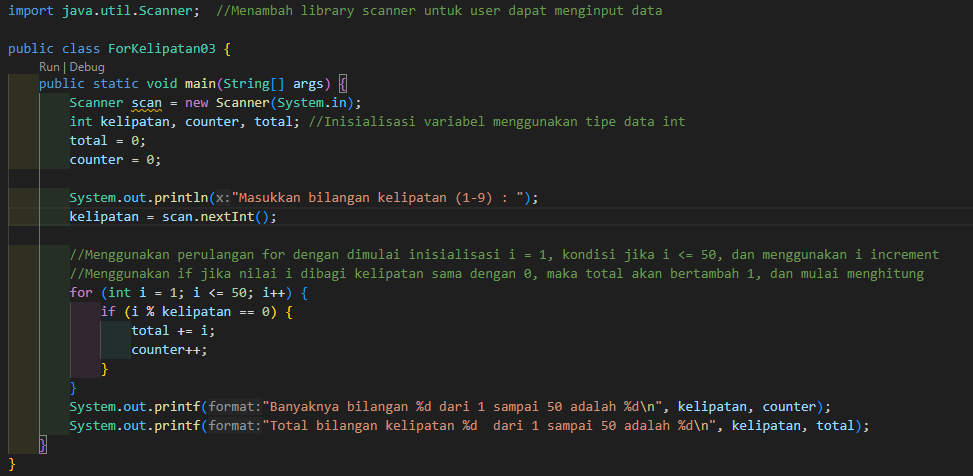 import java.util.Scanner;  //Menambah library scanner untuk user dapat menginput data
public class ForKelipatan03 {
Run | Debug
public static void main(String[] args) {
Scanner scan = new Scanner(System.in);
int kelipatan, counter, total; //Inisialisasi variabel menggunakan tipe data int
total = 0;
counter = 0;
System.out.println(x:"Masukkan bilangan kelipatan (1-9) : ");
kelipatan = scan.nextInt();
//Menggunakan perulangan for dengan dimulai inisialisasi i = 1, kondisi jika i <= 50, dan menggunakan i increment
//Menggunakan if jika nilai i dibagi kelipatan sama dengan 0, maka total akan bertambah 1, dan mulai menghitung
for (int i = 1; i <= 50; i++) {
if (i % kelipatan == 0) {
total += i;
counter++;
}
}
System.out.printf(format:"Banyaknya bilangan %d dari 1 sampai 50 adalah %d\n", kelipatan, counter);
System.out.printf(format:"Total bilangan kelipatan %d  dari 1 sampai 50 adalah %d\n", kelipatan, total);
}
}